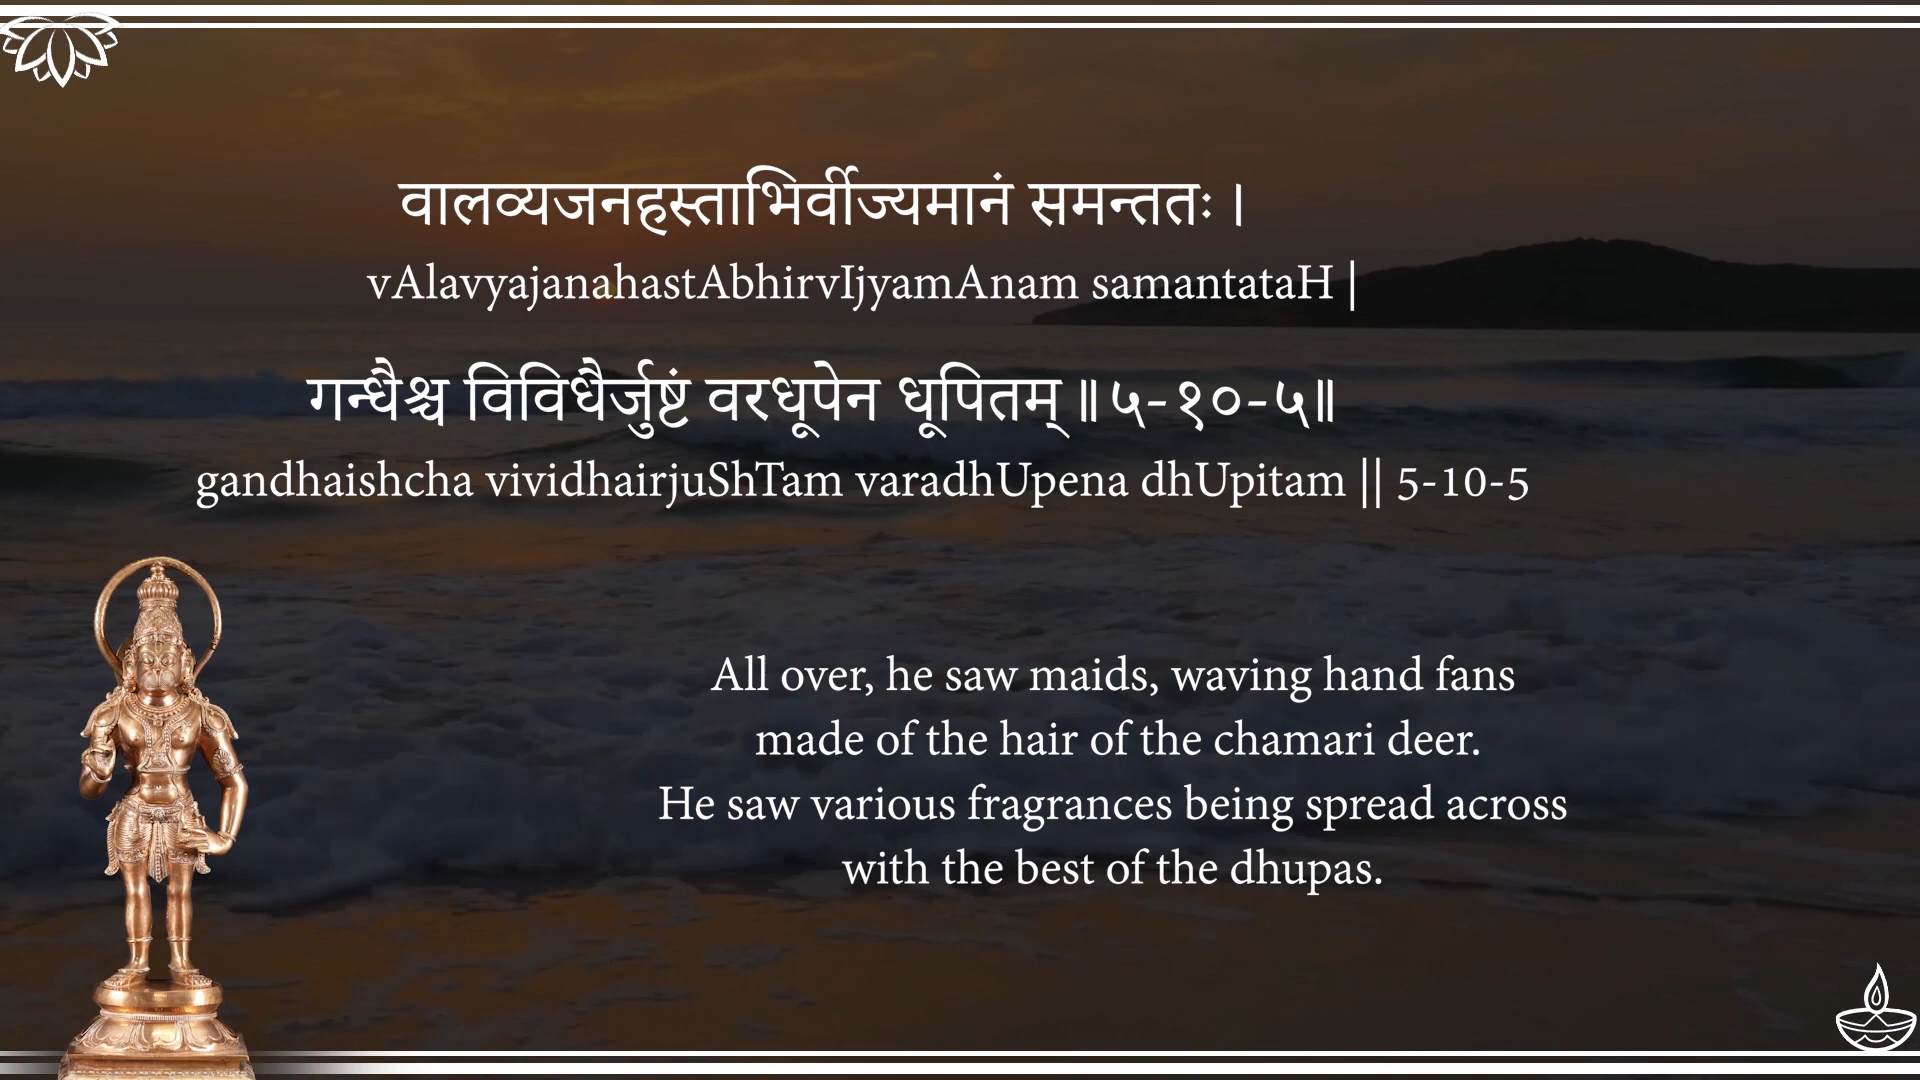 वालव्यजनहस्ताभिर्वीज्यमानं समन्ततः ।
vAlavyajanahastAbhirvIjyamAnam samantataH |
गन्धैश्च विविधैर्जुष्टं वरधूपेन धूपितम् ॥ ५-१०-५॥
gandhaishcha vividhairjuShTam varadhUpena dhUpitam || 5-10-5
All over, he saw maids, waving hand fans
made of the hair of the chamari deer.
He saw various fragrances being spread across
with the best of the dhupas.